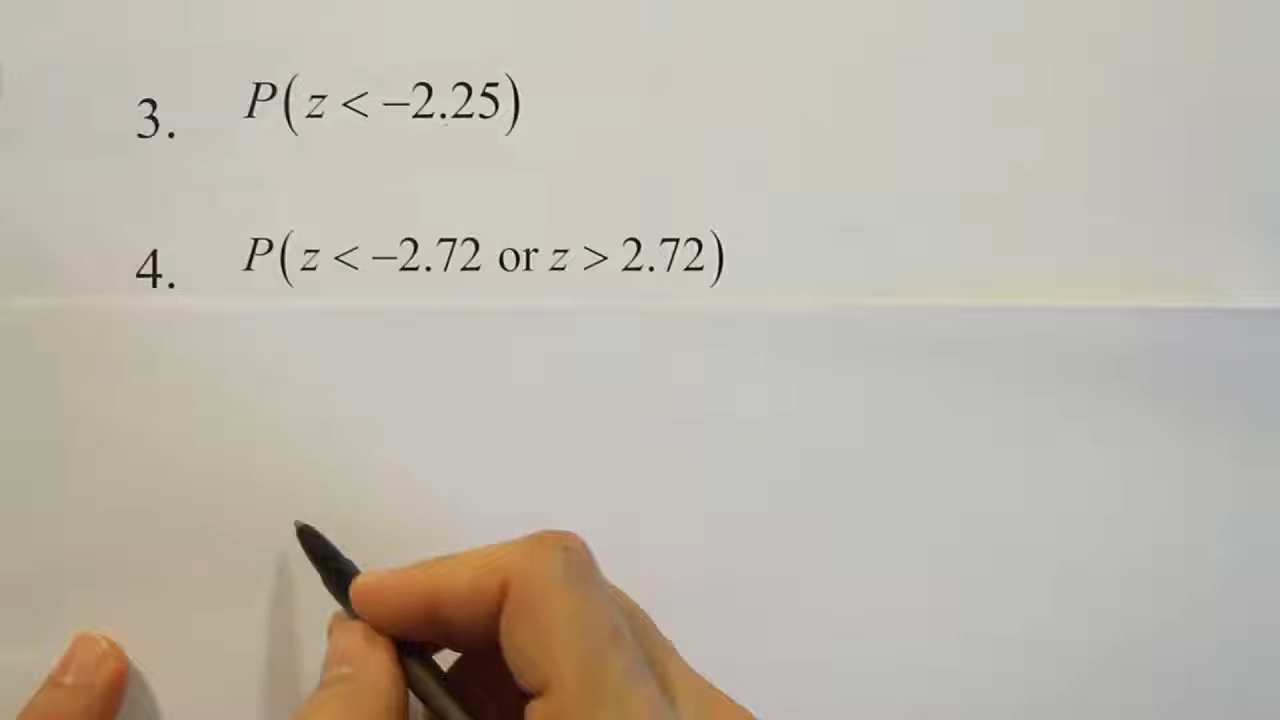 3. P(z < –2.25)
4. P(z < –2.72 or z > 2.72)